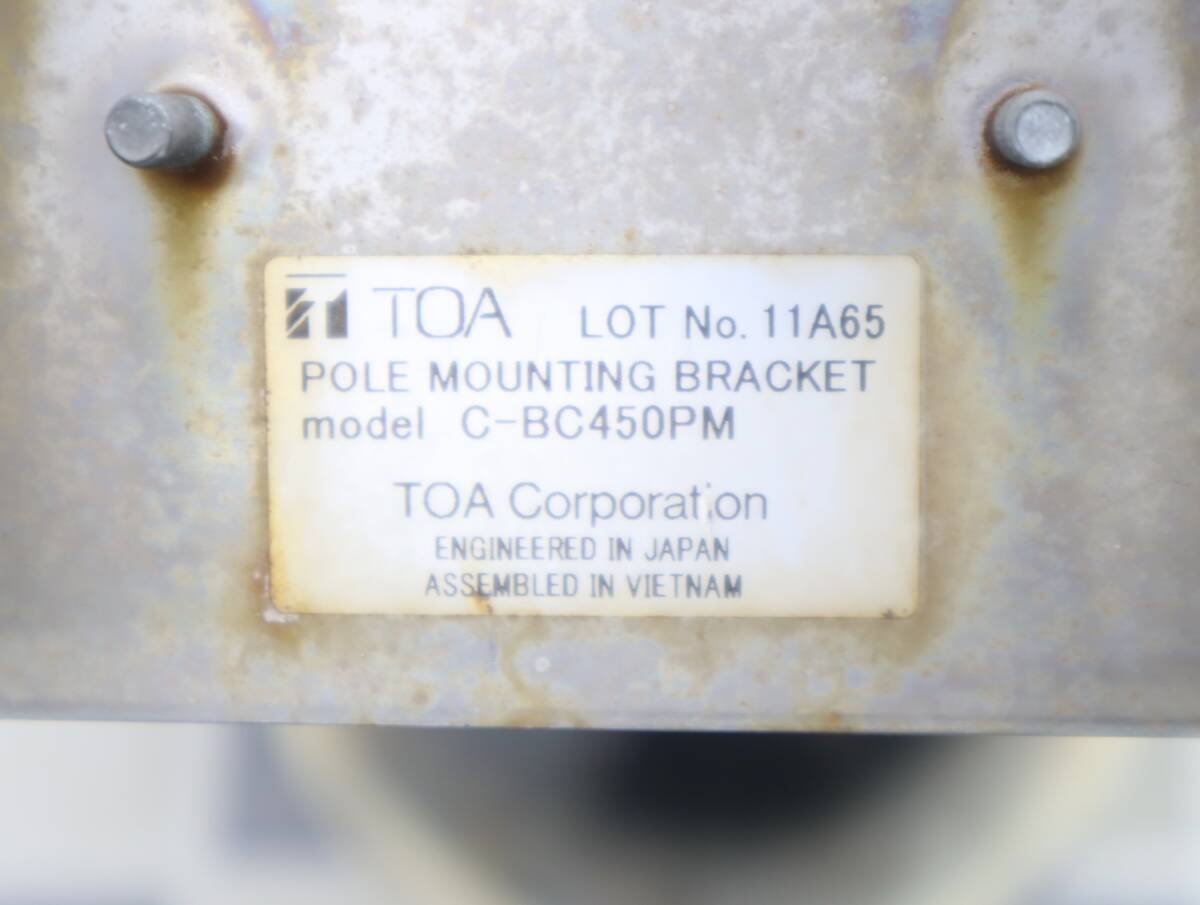 TOA LOT No. 11A65
POLE MOUNTING BRACKET
model C-BC450PM
TOA Corporation
ENGINEERED IN JAPAN
ASSEMBLED IN VIETNAM